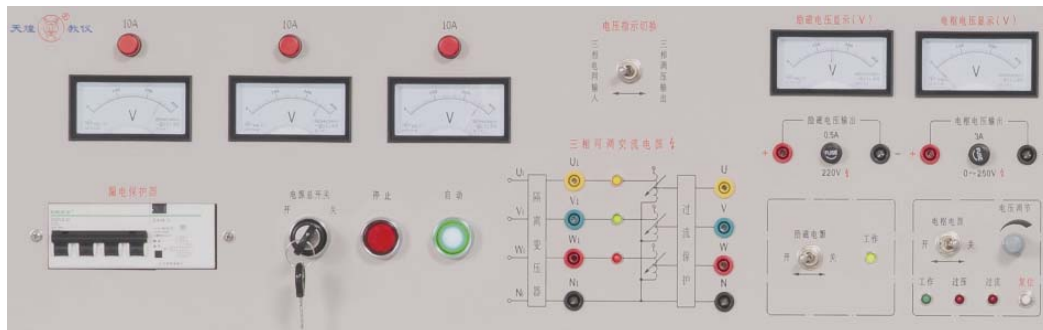 天煌
教仪
10A
10A
10A
V
V
V
电压指示切换
三相电网输入
三相调压输出
励磁电压显示(V)
V
电枢电压显示(V)
V
励磁电压输出
0.5A
FUSE
220V
+
-
电枢电压输出
3A
0~250V
+
漏电保护器
电源总开关
开
关
停止
启动
三相可调交流电源
U₁
V₁
W₁
N₁
隔离变压器
U₁
V₁
W₁
N₁
过流保护
U
V
W
N
励磁电源
开
关
工作
电枢电源
开
关
电压调节
工作
过压
过流
复位